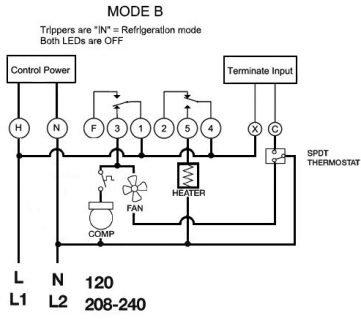 MODE B
Trippers are "IN" = Refrigeration mode
Both LEDs are OFF
Control Power
Terminate Input
H N F 3 1 2 5 4 X C
SPDT
THERMOSTAT
HEATER
FAN
COMP
L N 120
L1 L2 208-240